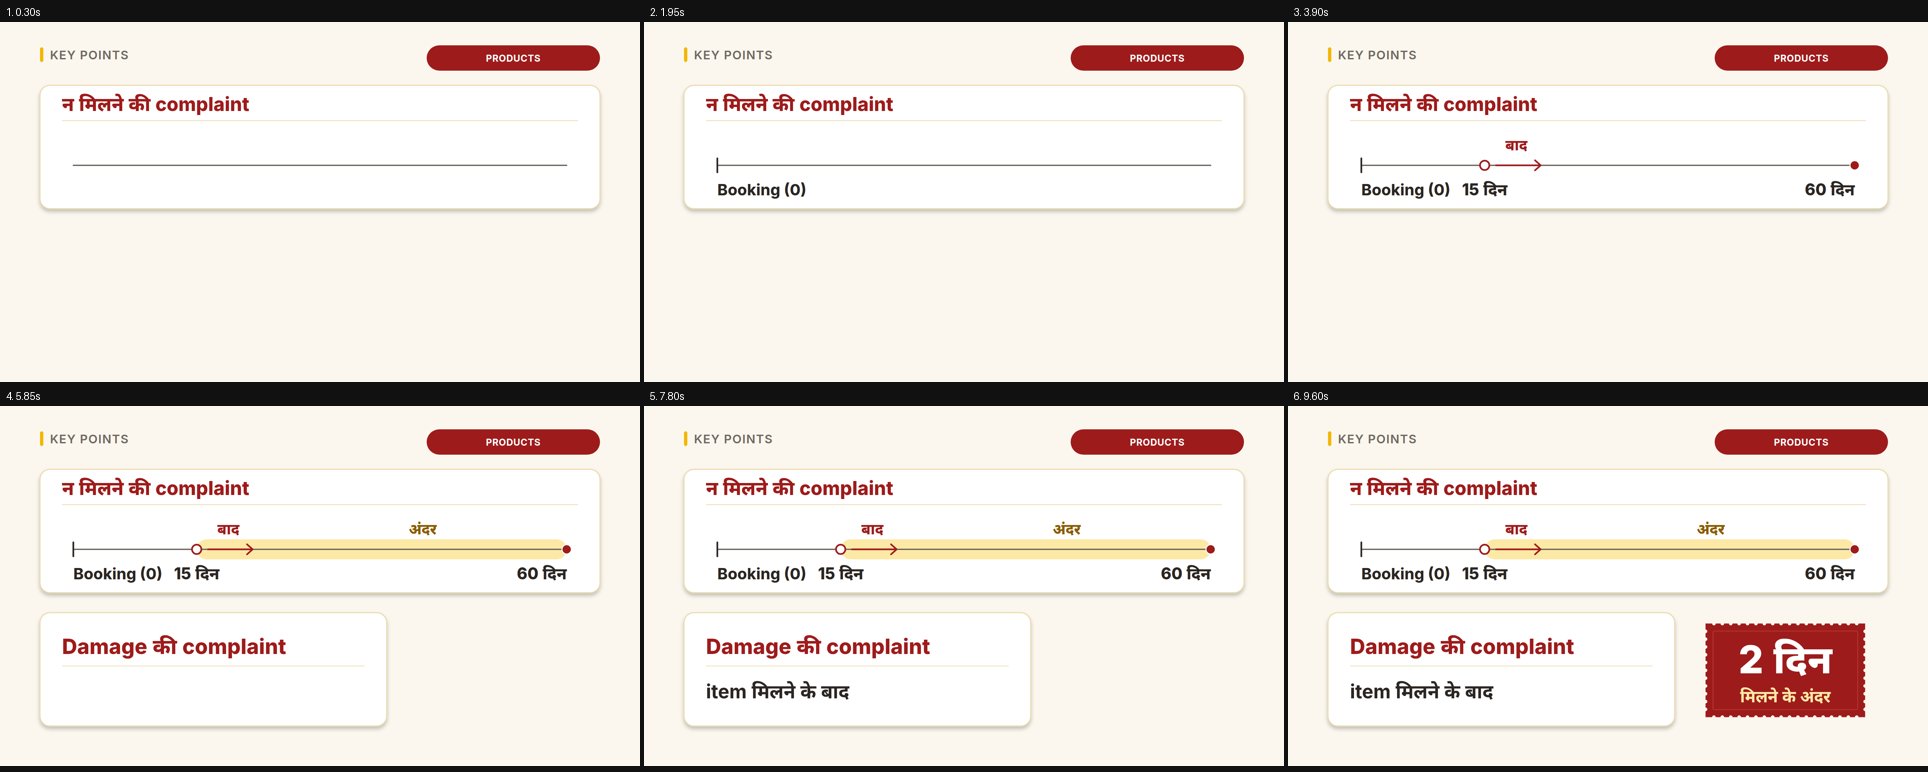 1. 0.30s
KEY POINTS
PRODUCTS
न मिलने की complaint
2. 1.95s
KEY POINTS
PRODUCTS
न मिलने की complaint
Booking (0)
3. 3.90s
KEY POINTS
PRODUCTS
न मिलने की complaint
बाद
Booking (0) 15 दिन 60 दिन
4. 5.85s
KEY POINTS
PRODUCTS
न मिलने की complaint
बाद अंदर
Booking (0) 15 दिन 60 दिन
Damage की complaint
5. 7.80s
KEY POINTS
PRODUCTS
न मिलने की complaint
बाद अंदर
Booking (0) 15 दिन 60 दिन
Damage की complaint
item मिलने के बाद
6. 9.60s
KEY POINTS
PRODUCTS
न मिलने की complaint
बाद अंदर
Booking (0) 15 दिन 60 दिन
Damage की complaint
item मिलने के बाद
2 दिन
मिलने के अंदर